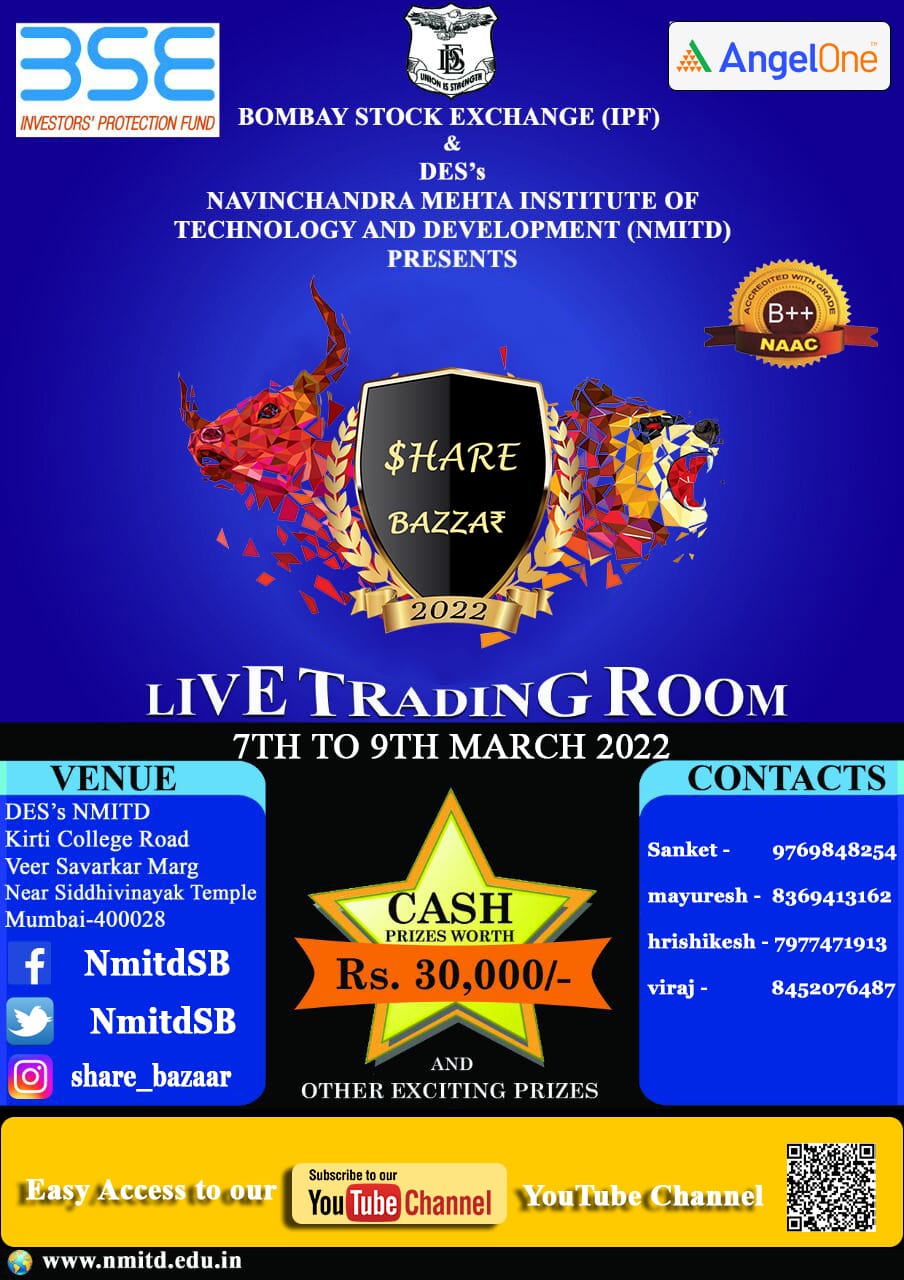 BSE
INVESTORS' PROTECTION FUND
DES
UNION IS STRENGTH
AngelOne™
BOMBAY STOCK EXCHANGE (IPF)
&
DES's
NAVINCHANDRA MEHTA INSTITUTE OF
TECHNOLOGY AND DEVELOPMENT (NMITD)
PRESENTS
ACCREDITED WITH GRADE
B++
NAAC
$HARE
BAZZA₹
2022
LIVE TRADING ROOM
7TH TO 9TH MARCH 2022
VENUE
DES's NMITD
Kirti College Road
Veer Savarkar Marg
Near Siddhivinayak Temple
Mumbai-400028
NmitdSB
NmitdSB
share_bazaar
CASH
PRIZES WORTH
Rs. 30,000/-
AND
OTHER EXCITING PRIZES
CONTACTS
Sanket - 9769848254
mayuresh - 8369413162
hrishikesh - 7977471913
viraj - 8452076487
Easy Access to our
Subscribe to our
YouTube Channel
YouTube Channel
www.nmitd.edu.in